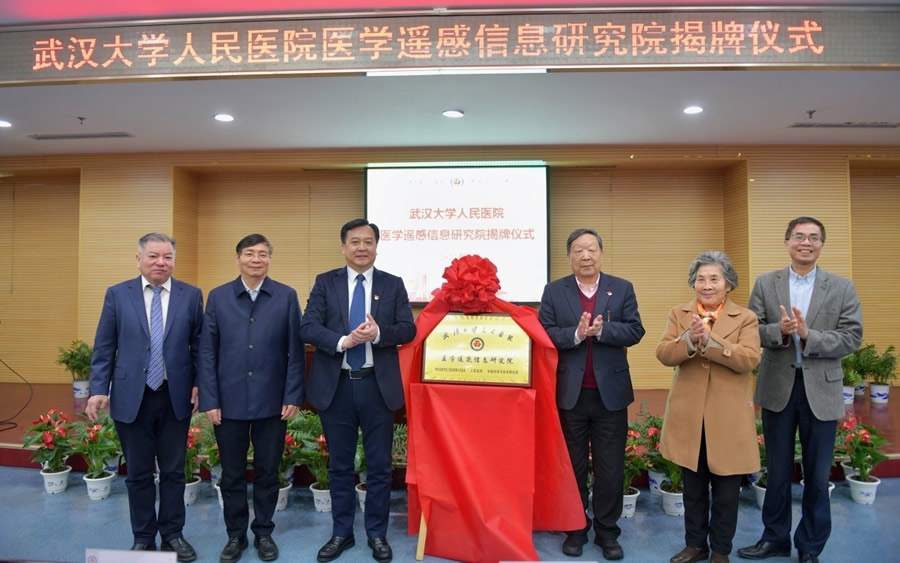 武汉大学人民医院医学遥感信息研究院揭牌仪式
武汉大学人民医院
医学遥感信息研究院揭牌仪式
武汉大学人民医院
医学遥感信息研究院